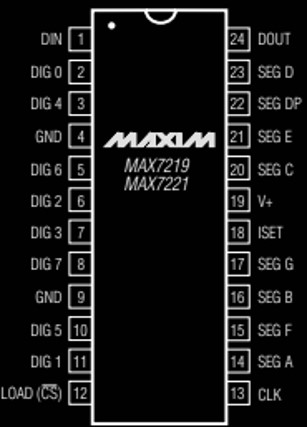 DIN 1 24 DOUT
DIG 0 2 23 SEG D
DIG 4 3 22 SEG DP
GND 4 MAXIM 21 SEG E
DIG 6 5 MAX7219 20 SEG C
MAX7221
DIG 2 6 19 V+
DIG 3 7 18 ISET
DIG 7 8 17 SEG G
GND 9 16 SEG B
DIG 5 10 15 SEG F
DIG 1 11 14 SEG A
LOAD (C̅S̅) 12 13 CLK